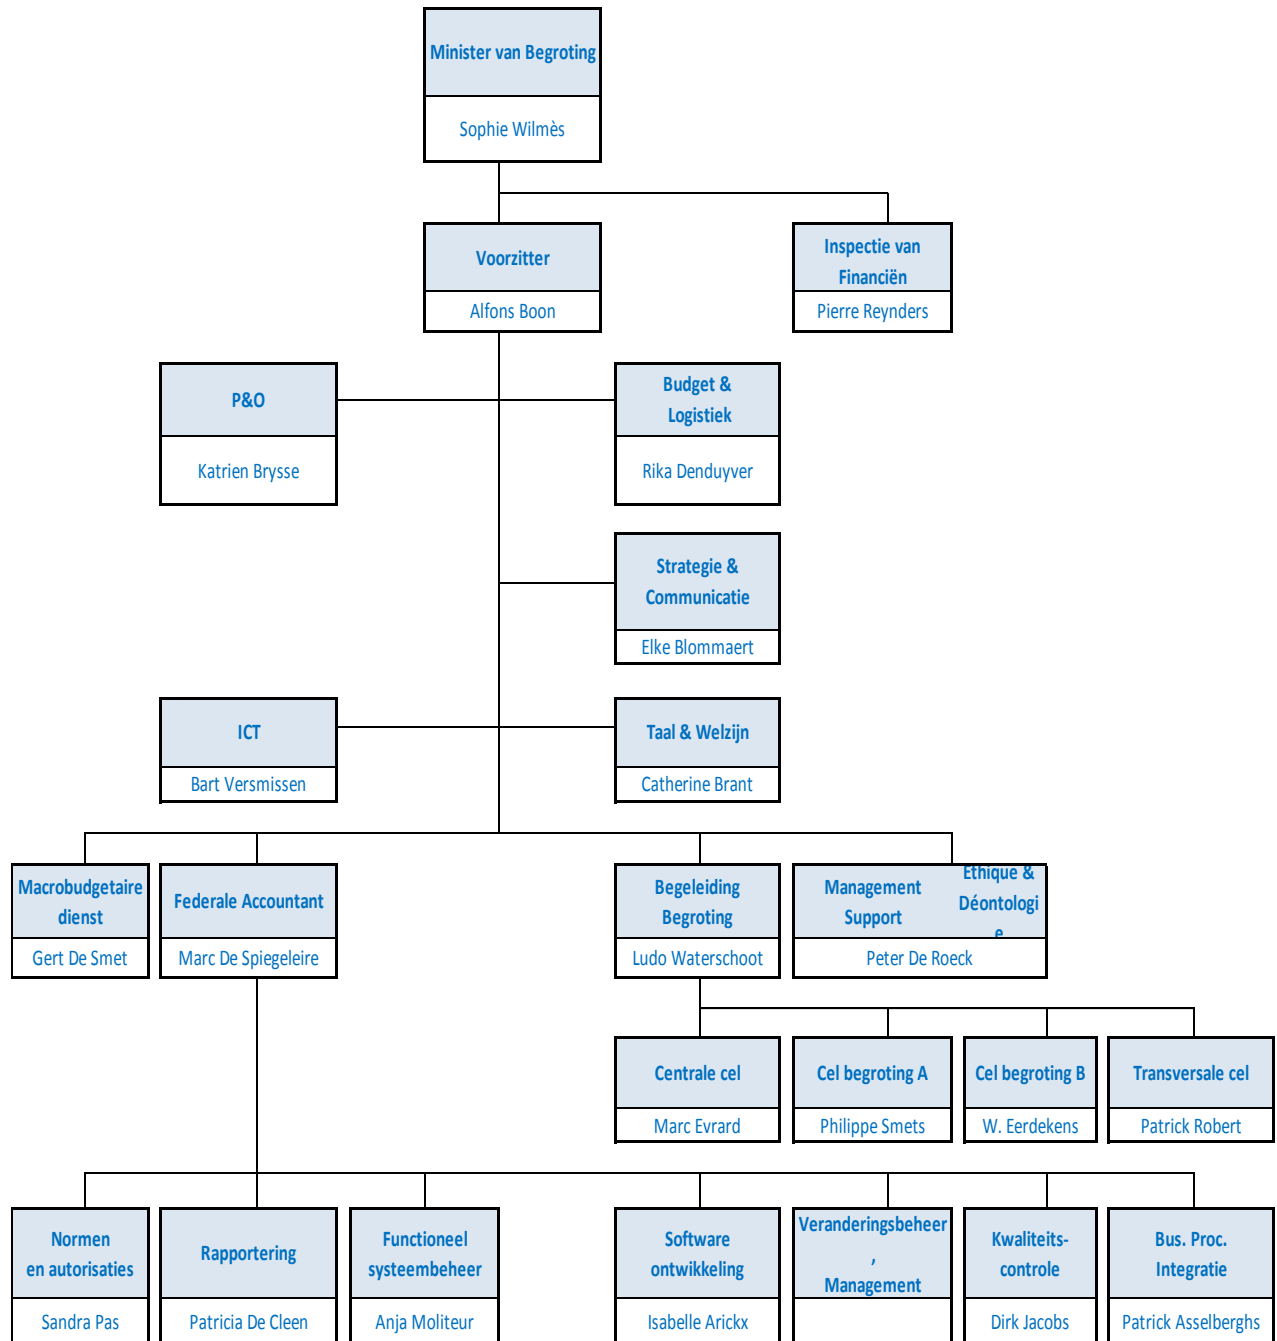 Minister van Begroting
Sophie Wilmès
Voorzitter
Alfons Boon
Inspectie van
Financiën
Pierre Reynders
P&O
Katrien Brysse
Budget &
Logistiek
Rika Denduyver
Strategie &
Communicatie
Elke Blommaert
ICT
Bart Versmissen
Taal & Welzijn
Catherine Brant
Macrobudgetaire
dienst
Gert De Smet
Federale Accountant
Marc De Spiegeleire
Begeleiding
Begroting
Ludo Waterschoot
Management
Support
Ethique &
Déontologi
e
Peter De Roeck
Centrale cel
Marc Evrard
Cel begroting A
Philippe Smets
Cel begroting B
W. Eerdekens
Transversale cel
Patrick Robert
Normen
en autorisaties
Sandra Pas
Rapportering
Patricia De Cleen
Functioneel
systeembeheer
Anja Moliteur
Software
ontwikkeling
Isabelle Arickx
Veranderingsbeheer
,
Management
Kwaliteits-
controle
Dirk Jacobs
Bus. Proc.
Integratie
Patrick Asselberghs